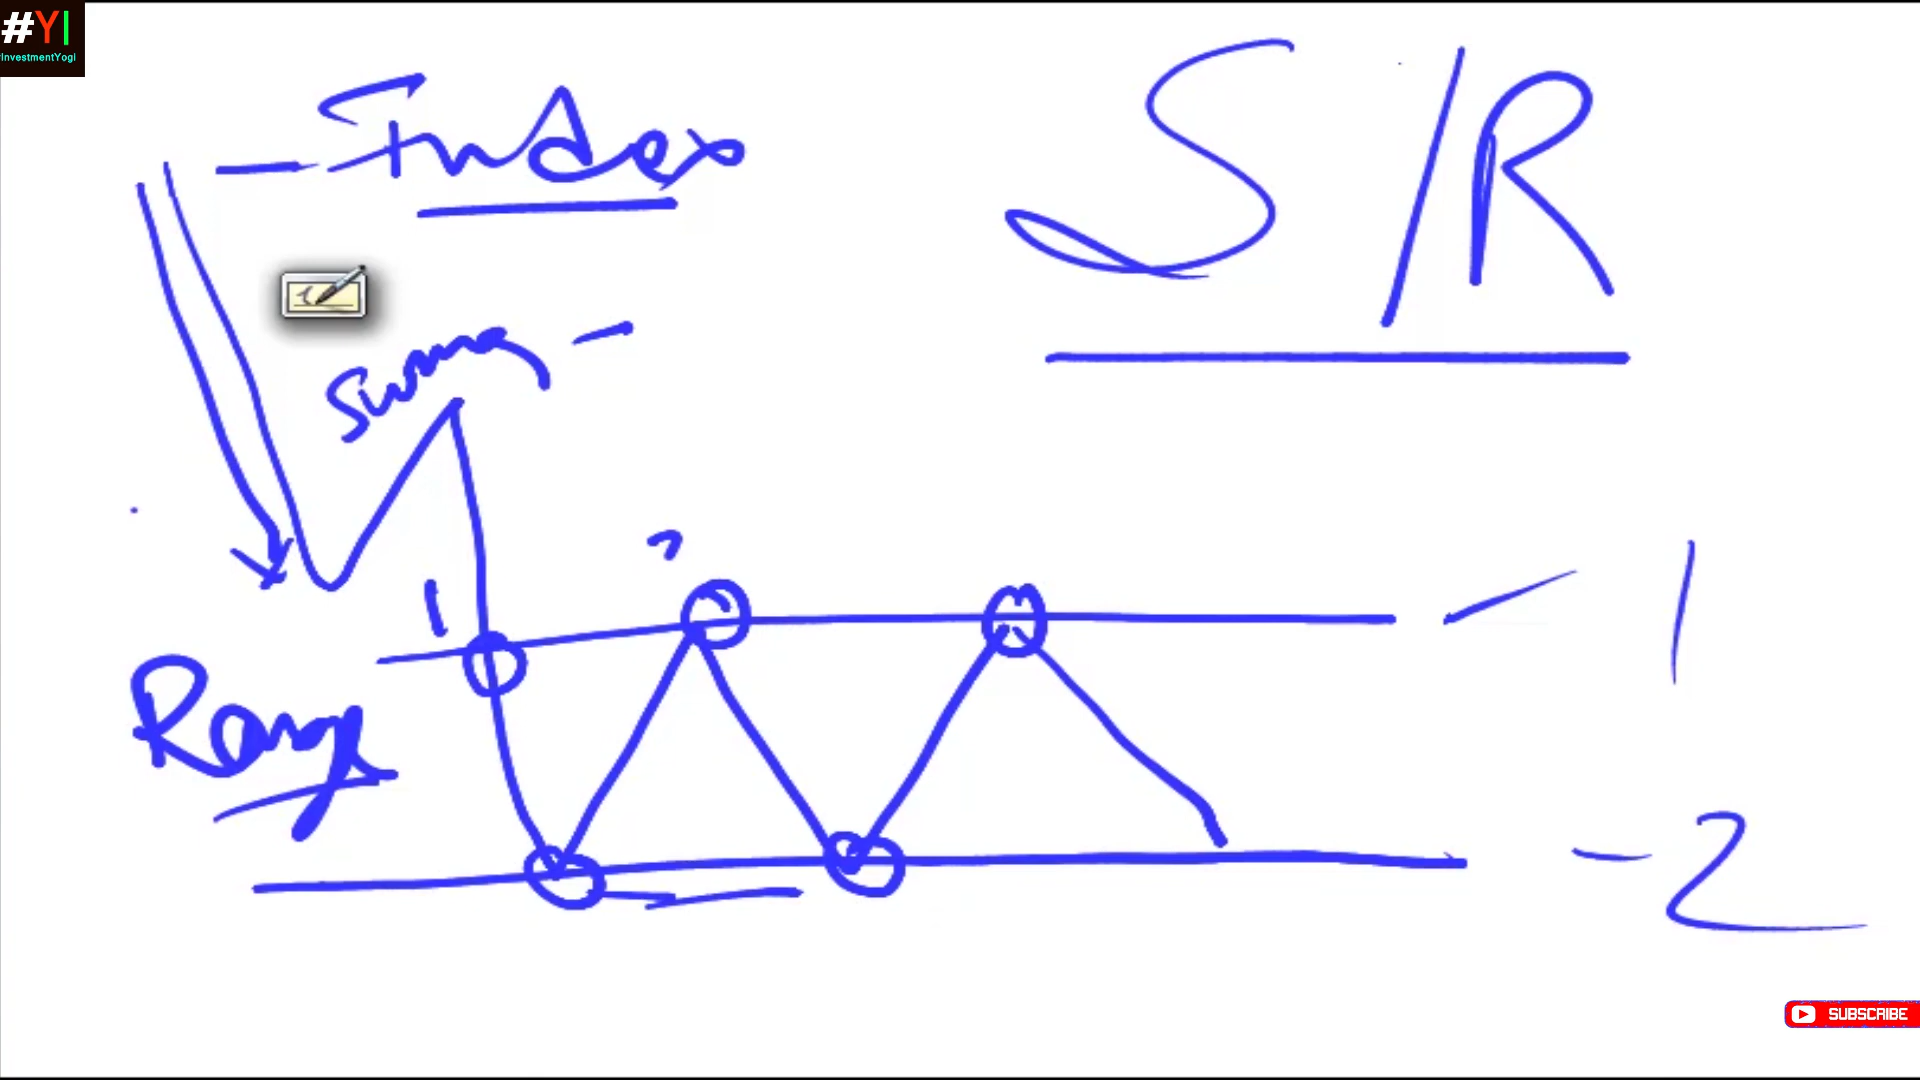 #YI
InvestmentYogi
- Index
S/R
Swing -
1
2
Range
- 1
- 2
SUBSCRIBE